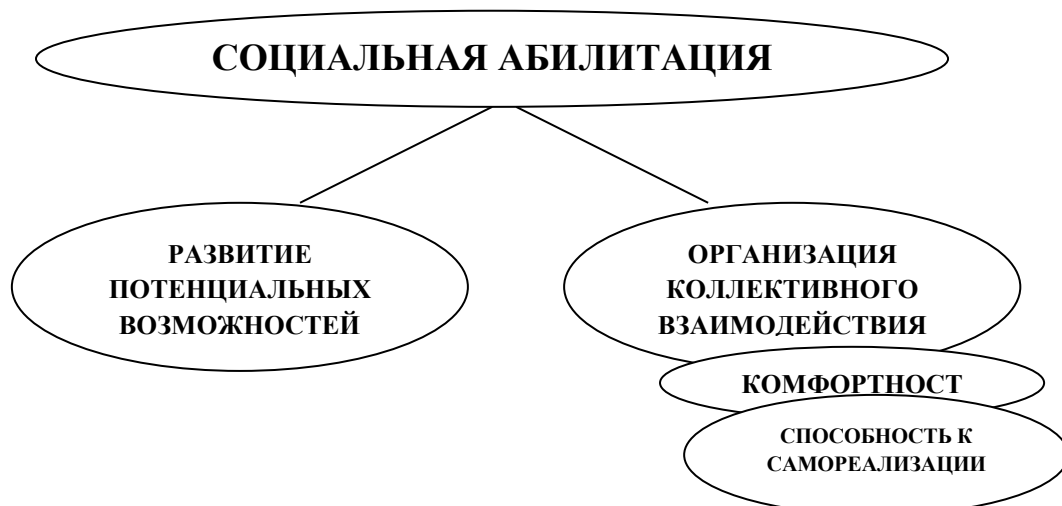 СОЦИАЛЬНАЯ АБИЛИТАЦИЯ
РАЗВИТИЕ
ПОТЕНЦИАЛЬНЫХ
ВОЗМОЖНОСТЕЙ
ОРГАНИЗАЦИЯ
КОЛЛЕКТИВНОГО
ВЗАИМОДЕЙСТВИЯ
КОМФОРТНОСТ
СПОСОБНОСТЬ К
САМОРЕАЛИЗАЦИИ